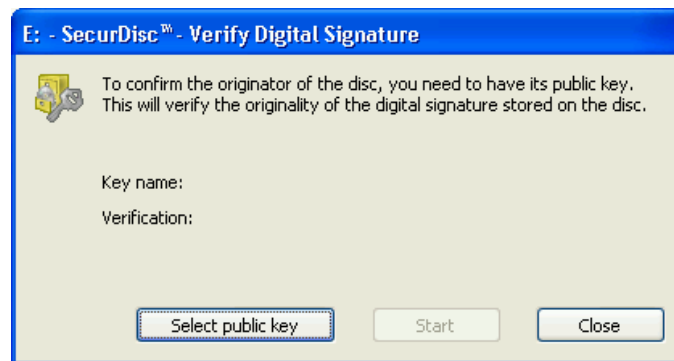 E: - SecurDisc™ - Verify Digital Signature
To confirm the originator of the disc, you need to have its public key.
This will verify the originality of the digital signature stored on the disc.
Key name:
Verification:
Select public key Start Close